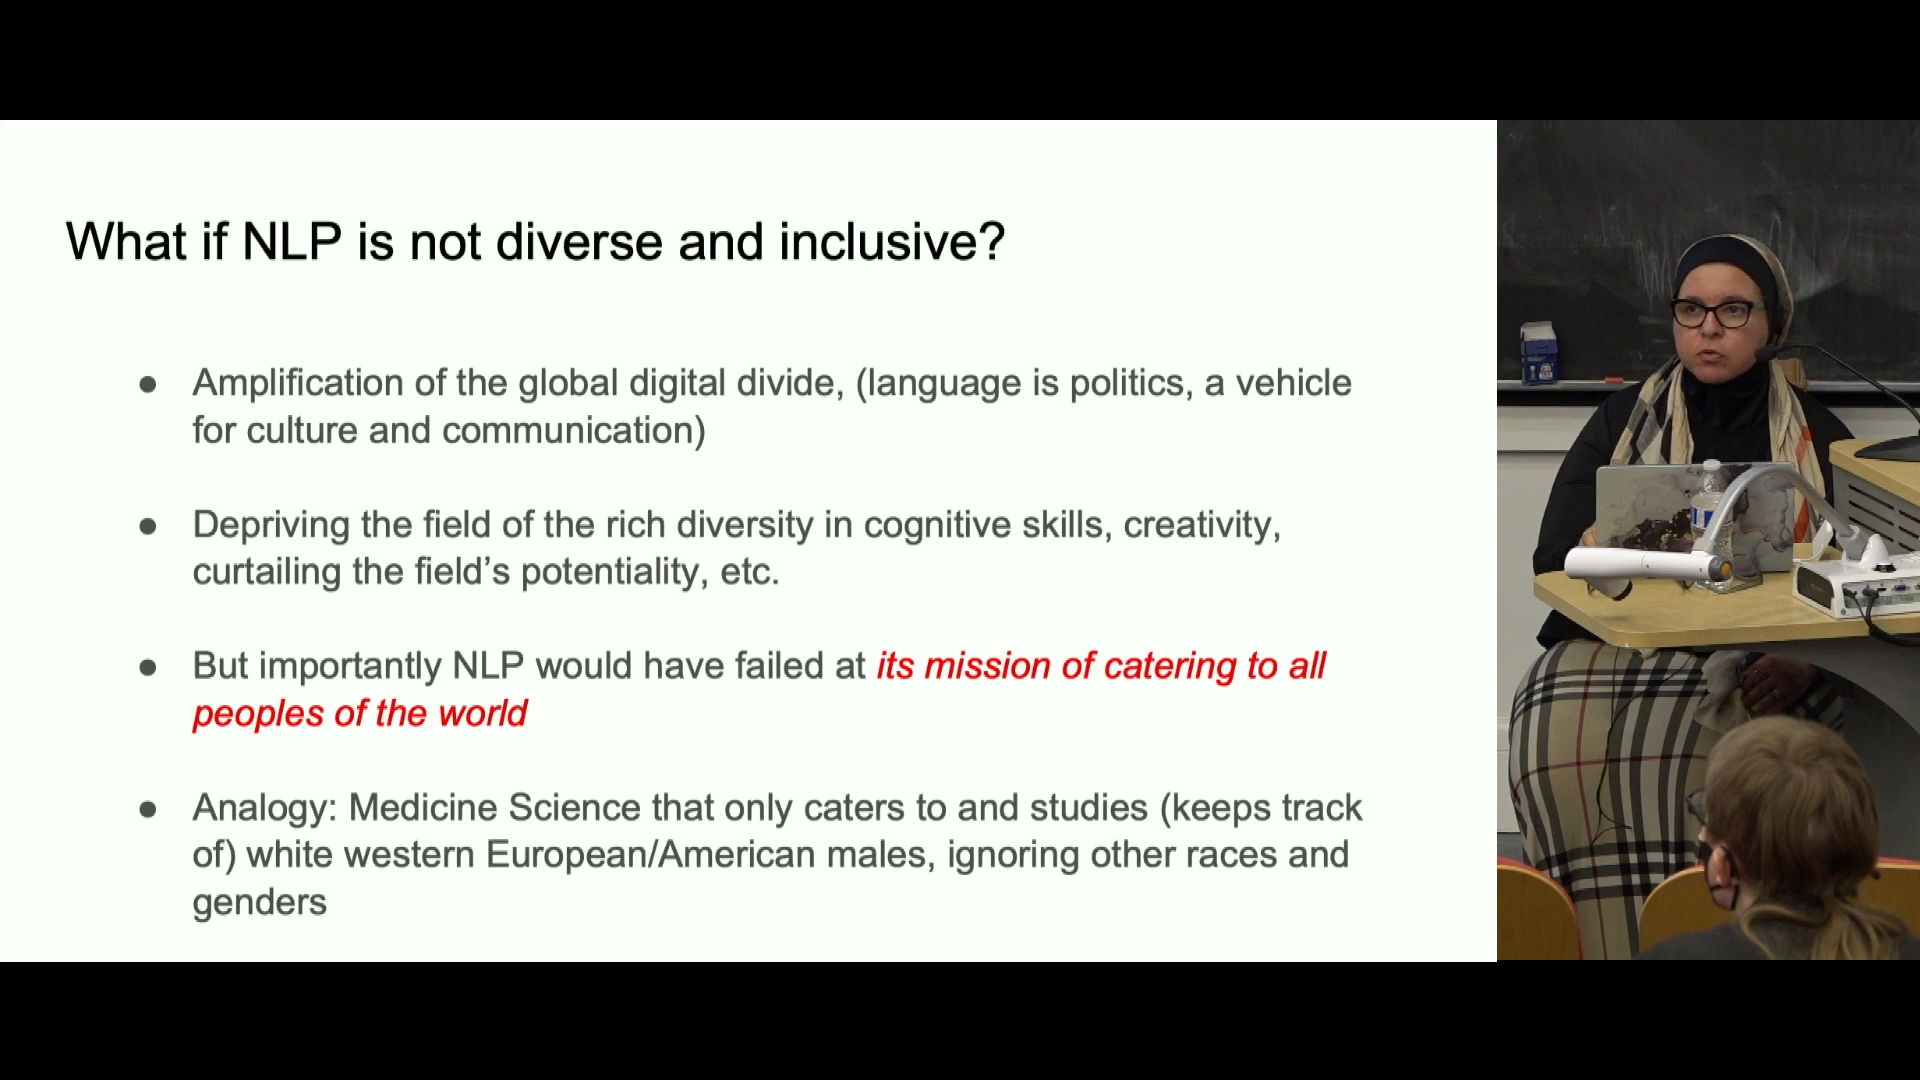 What if NLP is not diverse and inclusive?
● Amplification of the global digital divide, (language is politics, a vehicle
for culture and communication)
● Depriving the field of the rich diversity in cognitive skills, creativity,
curtailing the field’s potentiality, etc.
● But importantly NLP would have failed at its mission of catering to all
peoples of the world
● Analogy: Medicine Science that only caters to and studies (keeps track
of) white western European/American males, ignoring other races and
genders